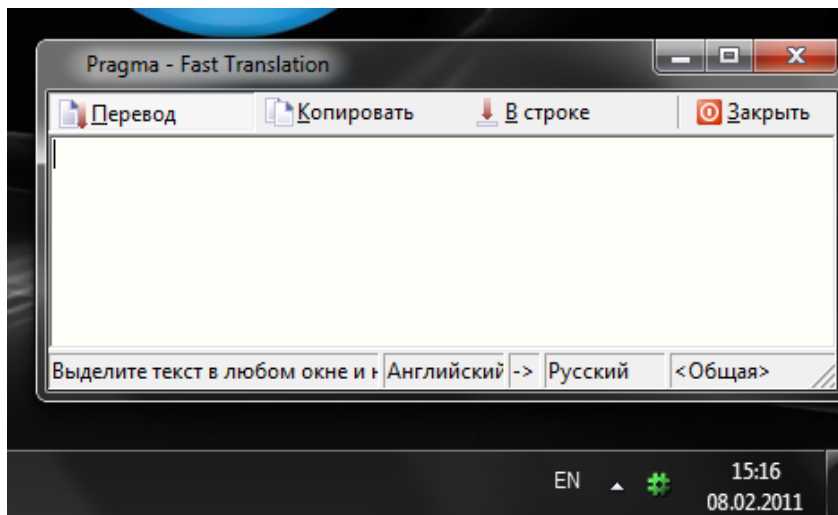 Pragma - Fast Translation
Перевод Копировать В строке Закрыть
Выделите текст в любом окне и Английский -> Русский <Общая>
EN 15:16
08.02.2011